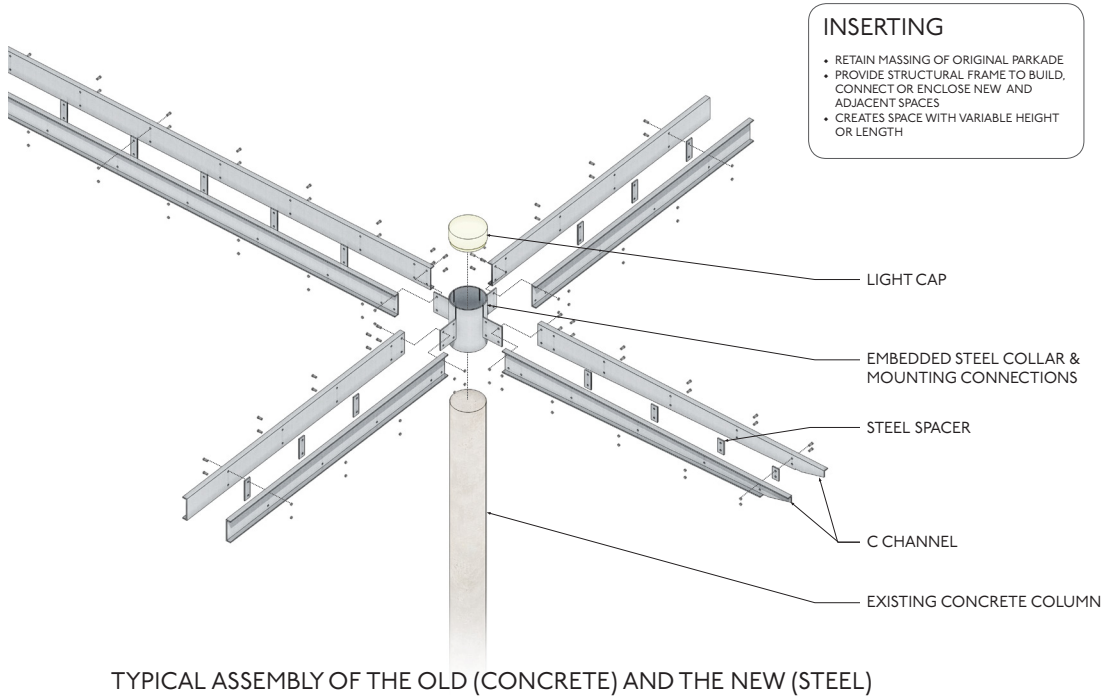 INSERTING
• RETAIN MASSING OF ORIGINAL PARKADE
• PROVIDE STRUCTURAL FRAME TO BUILD,
CONNECT OR ENCLOSE NEW AND
ADJACENT SPACES
• CREATES SPACE WITH VARIABLE HEIGHT
OR LENGTH
LIGHT CAP
EMBEDDED STEEL COLLAR &
MOUNTING CONNECTIONS
STEEL SPACER
C CHANNEL
EXISTING CONCRETE COLUMN
TYPICAL ASSEMBLY OF THE OLD (CONCRETE) AND THE NEW (STEEL)